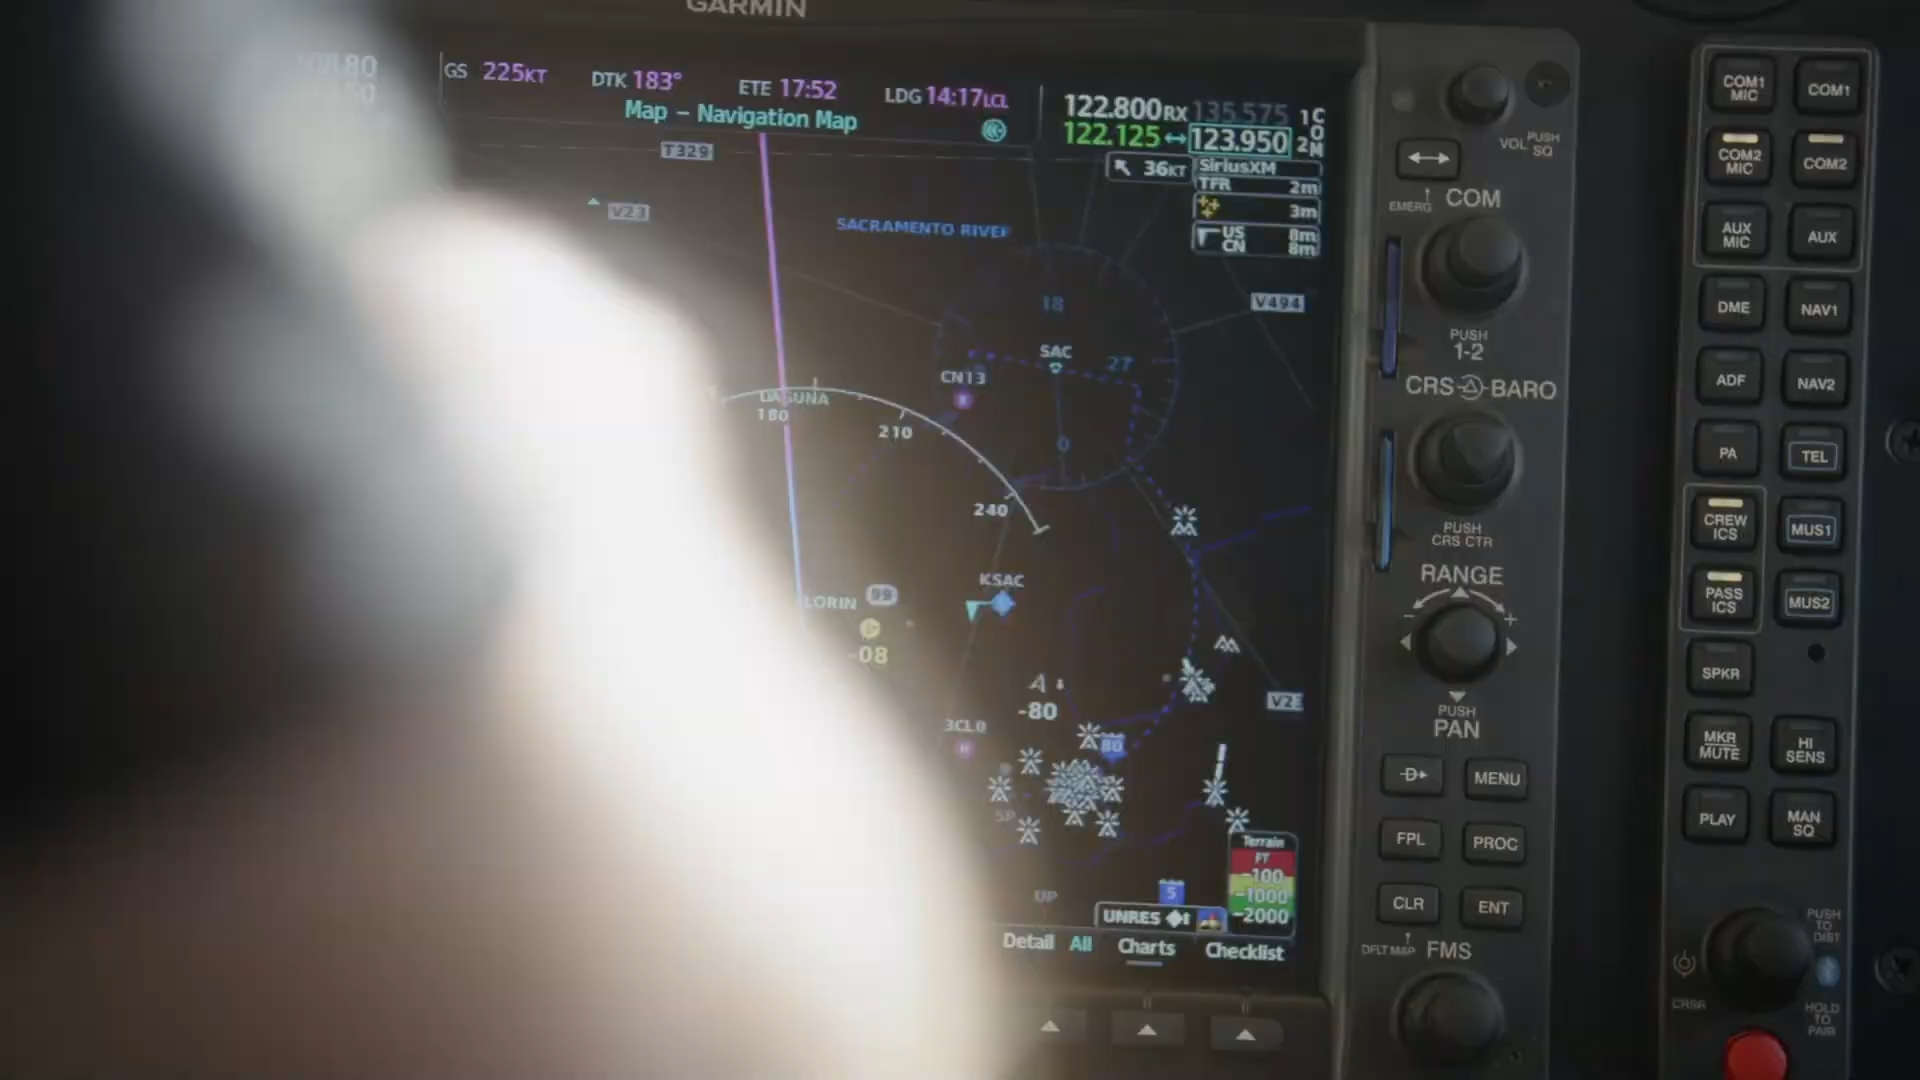 GARMIN
GS 225KT DTK 183° ETE 17:52 LDG 14:17LCL
Map – Navigation Map
122.800RX 135.575 1 C
122.125↔123.950 2 O M
36KT
SiriusXM
TFR 2m
3m
US 8m
CN 8m
T329
V23
SACRAMENTO RIVER
V494
18
SAC
27
CN13
0
LAGUNA
180
210
240
KSAC
LORIN
99
-08
-80
3CL0
80
V23
UP
5
Terrain
FT
-100
-1000
-2000
UNRES
Detail All Charts Checklist
VOL PUSH SQ
EMERG COM
PUSH
1-2
CRS BARO
PUSH
CRS CTR
RANGE
- +
PUSH
PAN
D MENU
FPL PROC
CLR ENT
DFLT MAP FMS
COM1 MIC COM1
COM2 MIC COM2
AUX MIC AUX
DME NAV1
ADF NAV2
PA TEL
CREW ICS MUS1
PASS ICS MUS2
SPKR
MKR MUTE HI SENS
PLAY MAN SQ
PUSH TO DIST
CRSR
HOLD TO PAIR